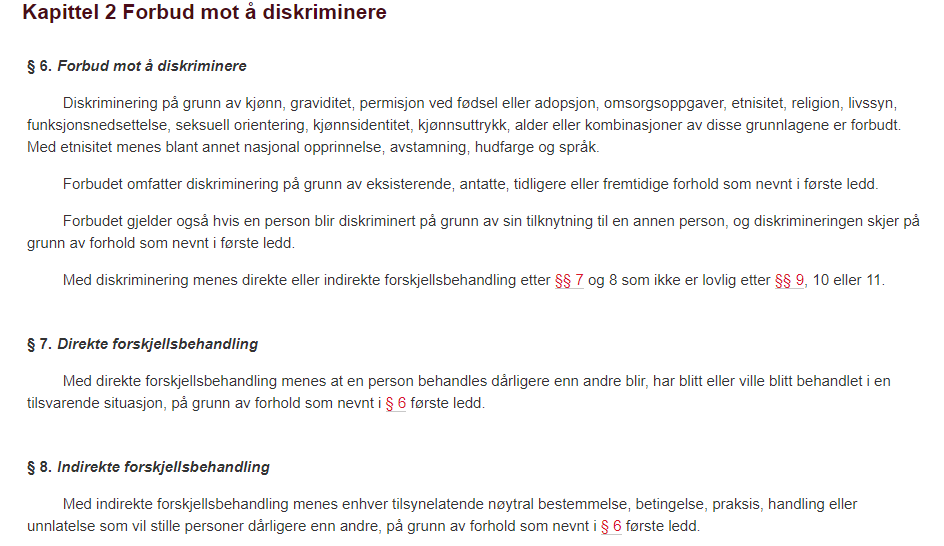 Kapittel 2 Forbud mot å diskriminere
§ 6. Forbud mot å diskriminere
Diskriminering på grunn av kjønn, graviditet, permisjon ved fødsel eller adopsjon, omsorgsoppgaver, etnisitet, religion, livssyn,
funksjonsnedsettelse, seksuell orientering, kjønnsidentitet, kjønnsuttrykk, alder eller kombinasjoner av disse grunnlagene er forbudt.
Med etnisitet menes blant annet nasjonal opprinnelse, avstamning, hudfarge og språk.
Forbudet omfatter diskriminering på grunn av eksisterende, antatte, tidligere eller fremtidige forhold som nevnt i første ledd.
Forbudet gjelder også hvis en person blir diskriminert på grunn av sin tilknytning til en annen person, og diskrimineringen skjer på
grunn av forhold som nevnt i første ledd.
Med diskriminering menes direkte eller indirekte forskjellsbehandling etter §§ 7 og 8 som ikke er lovlig etter §§ 9, 10 eller 11.
§ 7. Direkte forskjellsbehandling
Med direkte forskjellsbehandling menes at en person behandles dårligere enn andre blir, har blitt eller ville blitt behandlet i en
tilsvarende situasjon, på grunn av forhold som nevnt i § 6 første ledd.
§ 8. Indirekte forskjellsbehandling
Med indirekte forskjellsbehandling menes enhver tilsynelatende nøytral bestemmelse, betingelse, praksis, handling eller
unnlatelse som vil stille personer dårligere enn andre, på grunn av forhold som nevnt i § 6 første ledd.